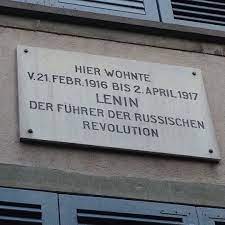 HIER WOHNTE
V. 21. FEBR. 1916 BIS 2. APRIL 1917
LENIN
DER FÜHRER DER RUSSISCHEN
REVOLUTION